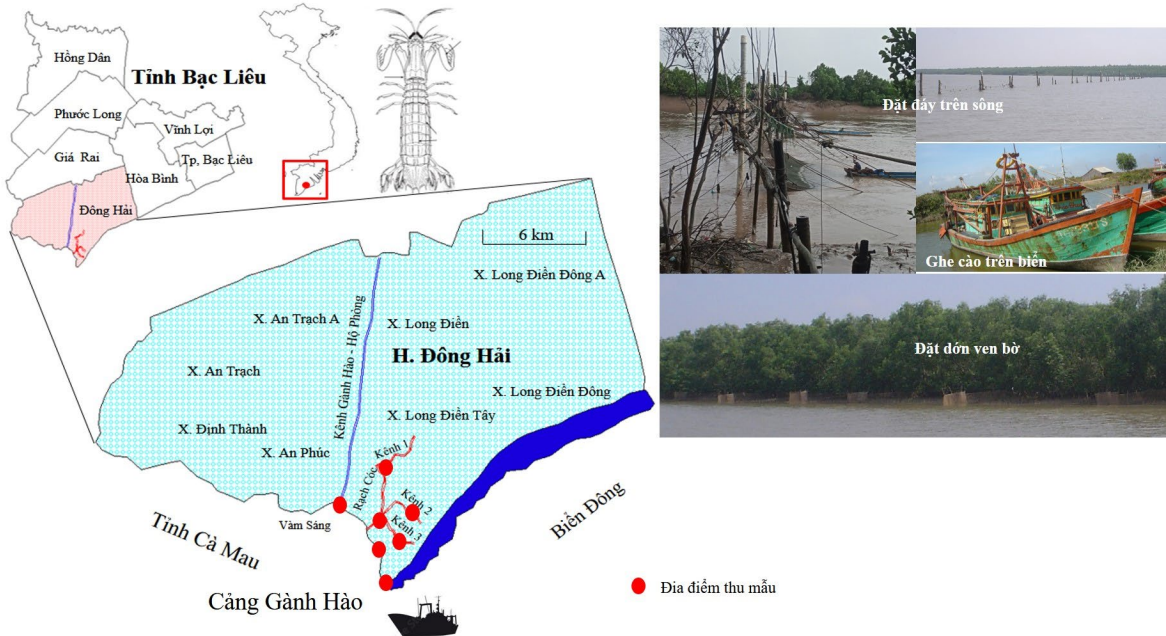 Hồng Dân
Tỉnh Bạc Liêu
Phước Long
Vĩnh Lợi
Giá Rai
Tp, Bạc Liêu
Hòa Bình
Đông Hải
6 km
X. Long Điền Đông A
X. An Trạch A
X. Long Điền
Kênh Gành Hào - Hộ Phòng
H. Đông Hải
X. An Trạch
X. Long Điền Đông
X. Long Điền Tây
X. Định Thành
X. An Phúc
Kênh 1
Rạch Cóc
Kênh 2
Kênh 3
Vàm Sáng
Biển Đông
Tỉnh Cà Mau
Cảng Gành Hào
Đặt đáy trên sông
Ghe cào trên biển
Đặt dớn ven bờ
Đia điểm thu mẫu